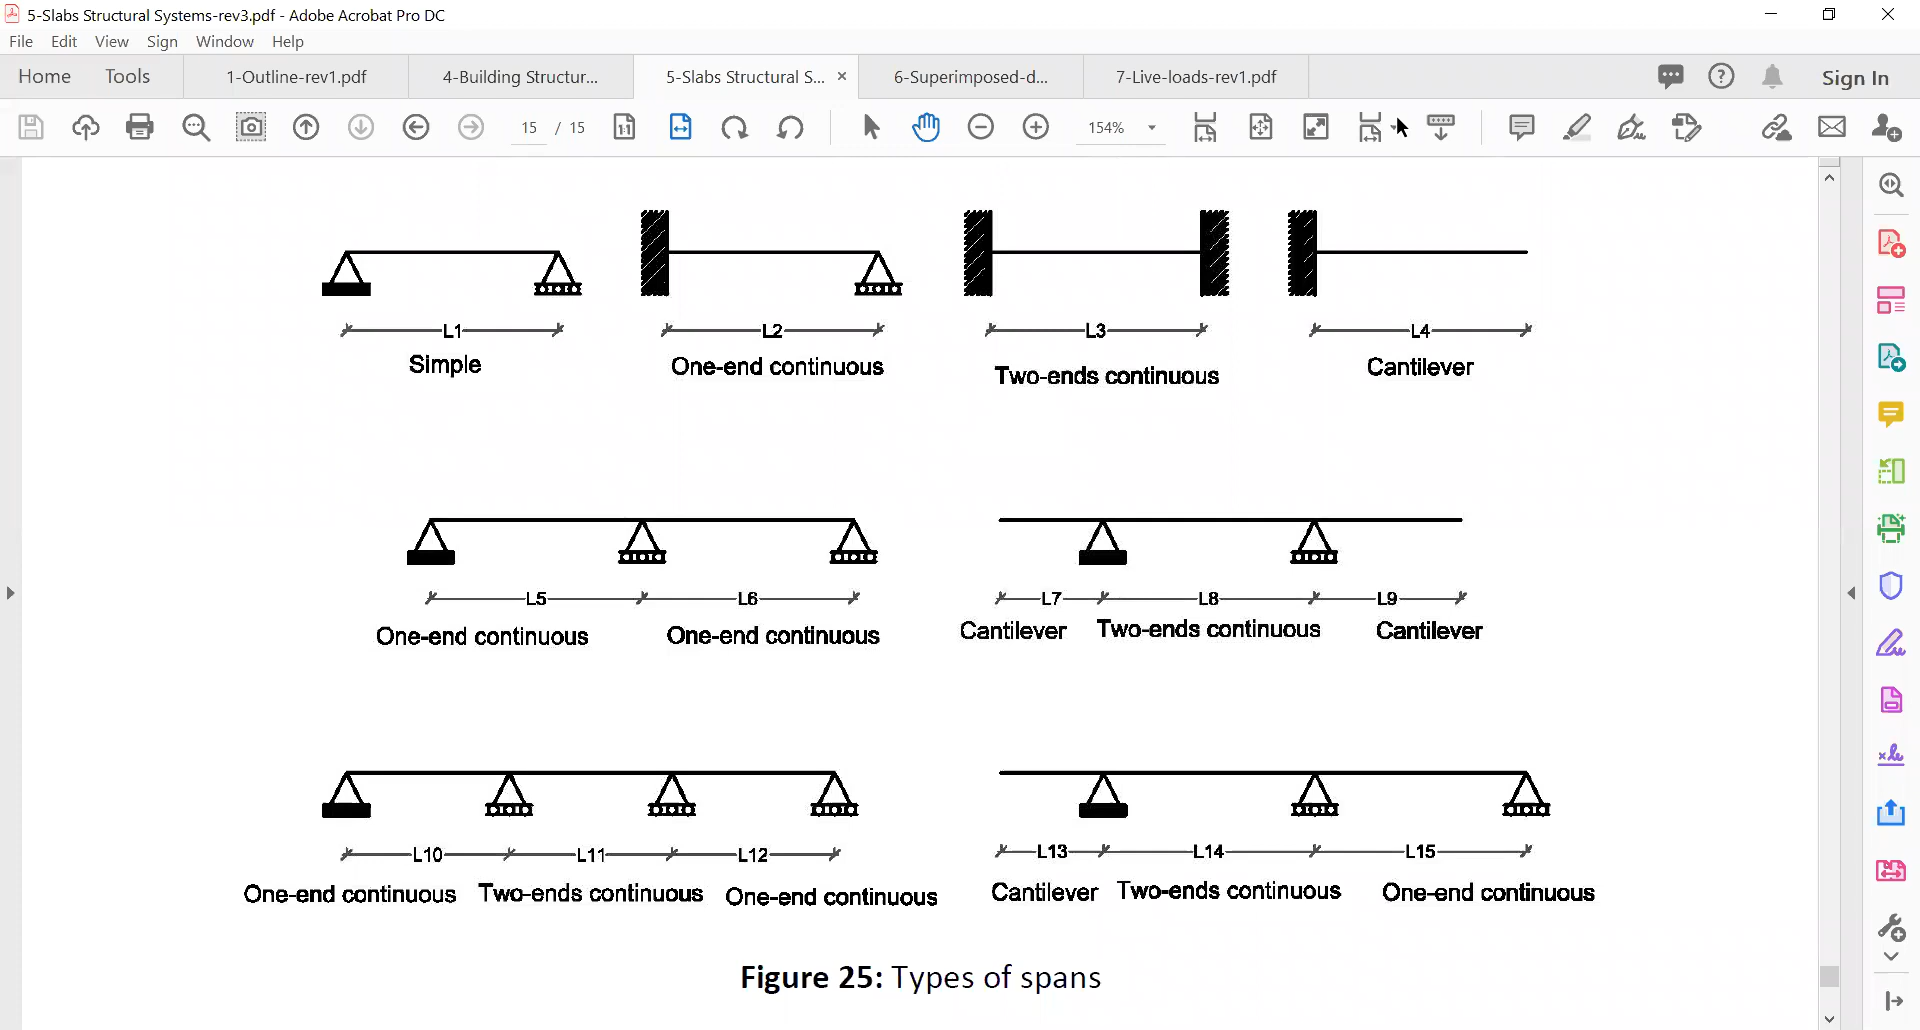 5-Slabs Structural Systems-rev3.pdf - Adobe Acrobat Pro DC
File Edit View Sign Window Help
Home Tools 1-Outline-rev1.pdf 4-Building Structur... 5-Slabs Structural S... × 6-Superimposed-d... 7-Live-loads-rev1.pdf Sign In
15 / 15 154%
L1 L2 L3 L4
Simple One-end continuous Two-ends continuous Cantilever
L5 L6 L7 L8 L9
One-end continuous One-end continuous Cantilever Two-ends continuous Cantilever
L10 L11 L12 L13 L14 L15
One-end continuous Two-ends continuous One-end continuous Cantilever Two-ends continuous One-end continuous
Figure 25: Types of spans